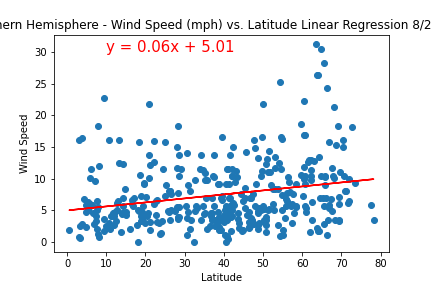 nern Hemisphere - Wind Speed (mph) vs. Latitude Linear Regression 8/2
y = 0.06x + 5.01
30
25
20
15
10
5
0
Wind Speed
0 10 20 30 40 50 60 70 80
Latitude